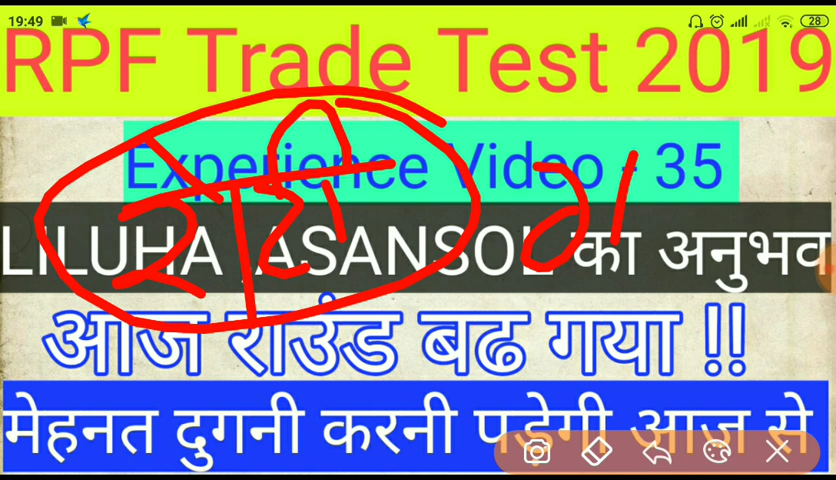 19:49 28
RPF Trade Test 2019
Experience Video - 35
LILUHA ,ASANSOL का अनुभव
आज राउंड बढ गया !!
मेहनत दुगनी करनी पड़ेगी आज से